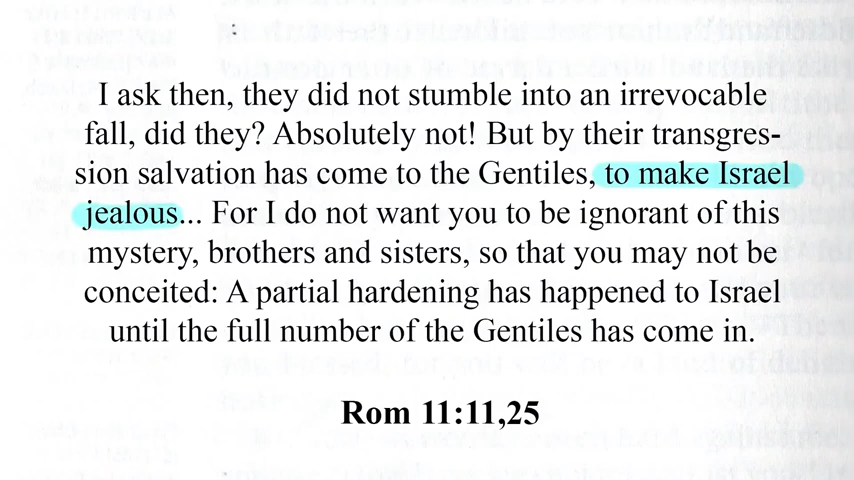 I ask then, they did not stumble into an irrevocable
fall, did they? Absolutely not! But by their transgres-
sion salvation has come to the Gentiles, to make Israel
jealous... For I do not want you to be ignorant of this
mystery, brothers and sisters, so that you may not be
conceited: A partial hardening has happened to Israel
until the full number of the Gentiles has come in.
Rom 11:11,25